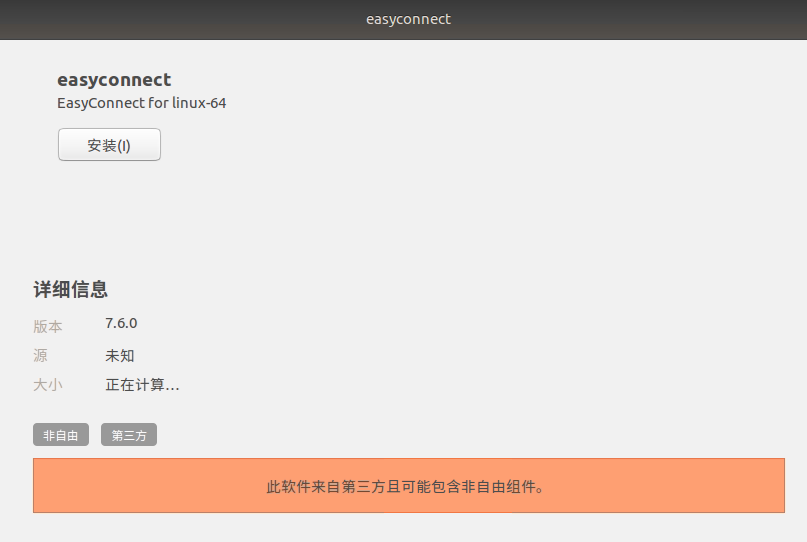 easyconnect
easyconnect
EasyConnect for linux-64
安装(I)
详细信息
版本 7.6.0
源 未知
大小 正在计算…
非自由 第三方
此软件来自第三方且可能包含非自由组件。